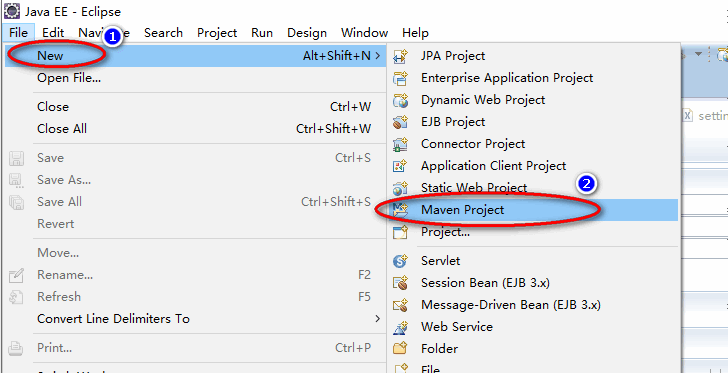 Java EE - Eclipse
File Edit Search Project Run Design Window Help
1
New Alt+Shift+N >
Open File...
Close Ctrl+W
Close All Ctrl+Shift+W
Save Ctrl+S
Save As...
Save All Ctrl+Shift+S
Revert
Move...
Rename... F2
Refresh F5
Convert Line Delimiters To >
Print... Ctrl+P
JPA Project
Enterprise Application Project
Dynamic Web Project
EJB Project
Connector Project
Application Client Project
Static Web Project
2
Maven Project
Project...
Servlet
Session Bean (EJB 3.x)
Message-Driven Bean (EJB 3.x)
Web Service
Folder
File
settin